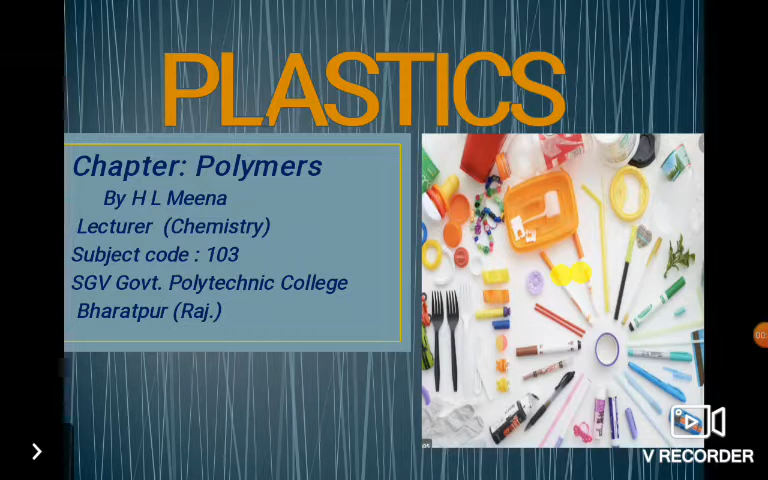 PLASTICS
Chapter: Polymers
By H L Meena
Lecturer (Chemistry)
Subject code : 103
SGV Govt. Polytechnic College
Bharatpur (Raj.)
V RECORDER